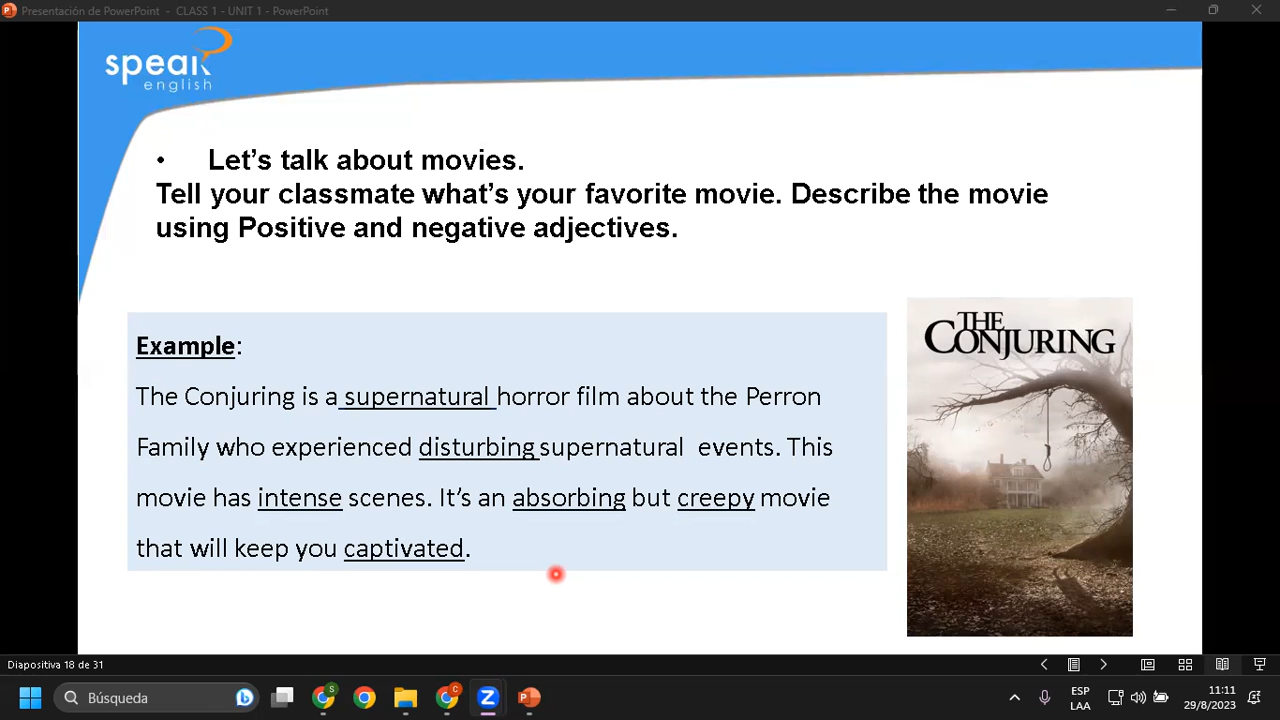 Presentación de PowerPoint - CLASS 1 - UNIT 1 - PowerPoint
speak
english
• Let's talk about movies.
Tell your classmate what's your favorite movie. Describe the movie
using Positive and negative adjectives.
Example:
The Conjuring is a supernatural horror film about the Perron
Family who experienced disturbing supernatural events. This
movie has intense scenes. It's an absorbing but creepy movie
that will keep you captivated.
THE
CONJURING
Diapositiva 18 de 31
Búsqueda
S
C
Z
ESP
LAA
11:11
29/8/2023